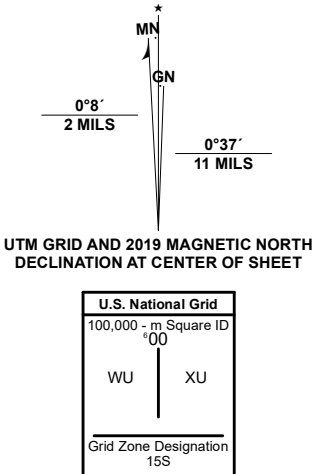 MN
GN
0°8´
2 MILS
0°37´
11 MILS
UTM GRID AND 2019 MAGNETIC NORTH
DECLINATION AT CENTER OF SHEET
U.S. National Grid
100,000 - m Square ID
⁶00
WU XU
Grid Zone Designation
15S